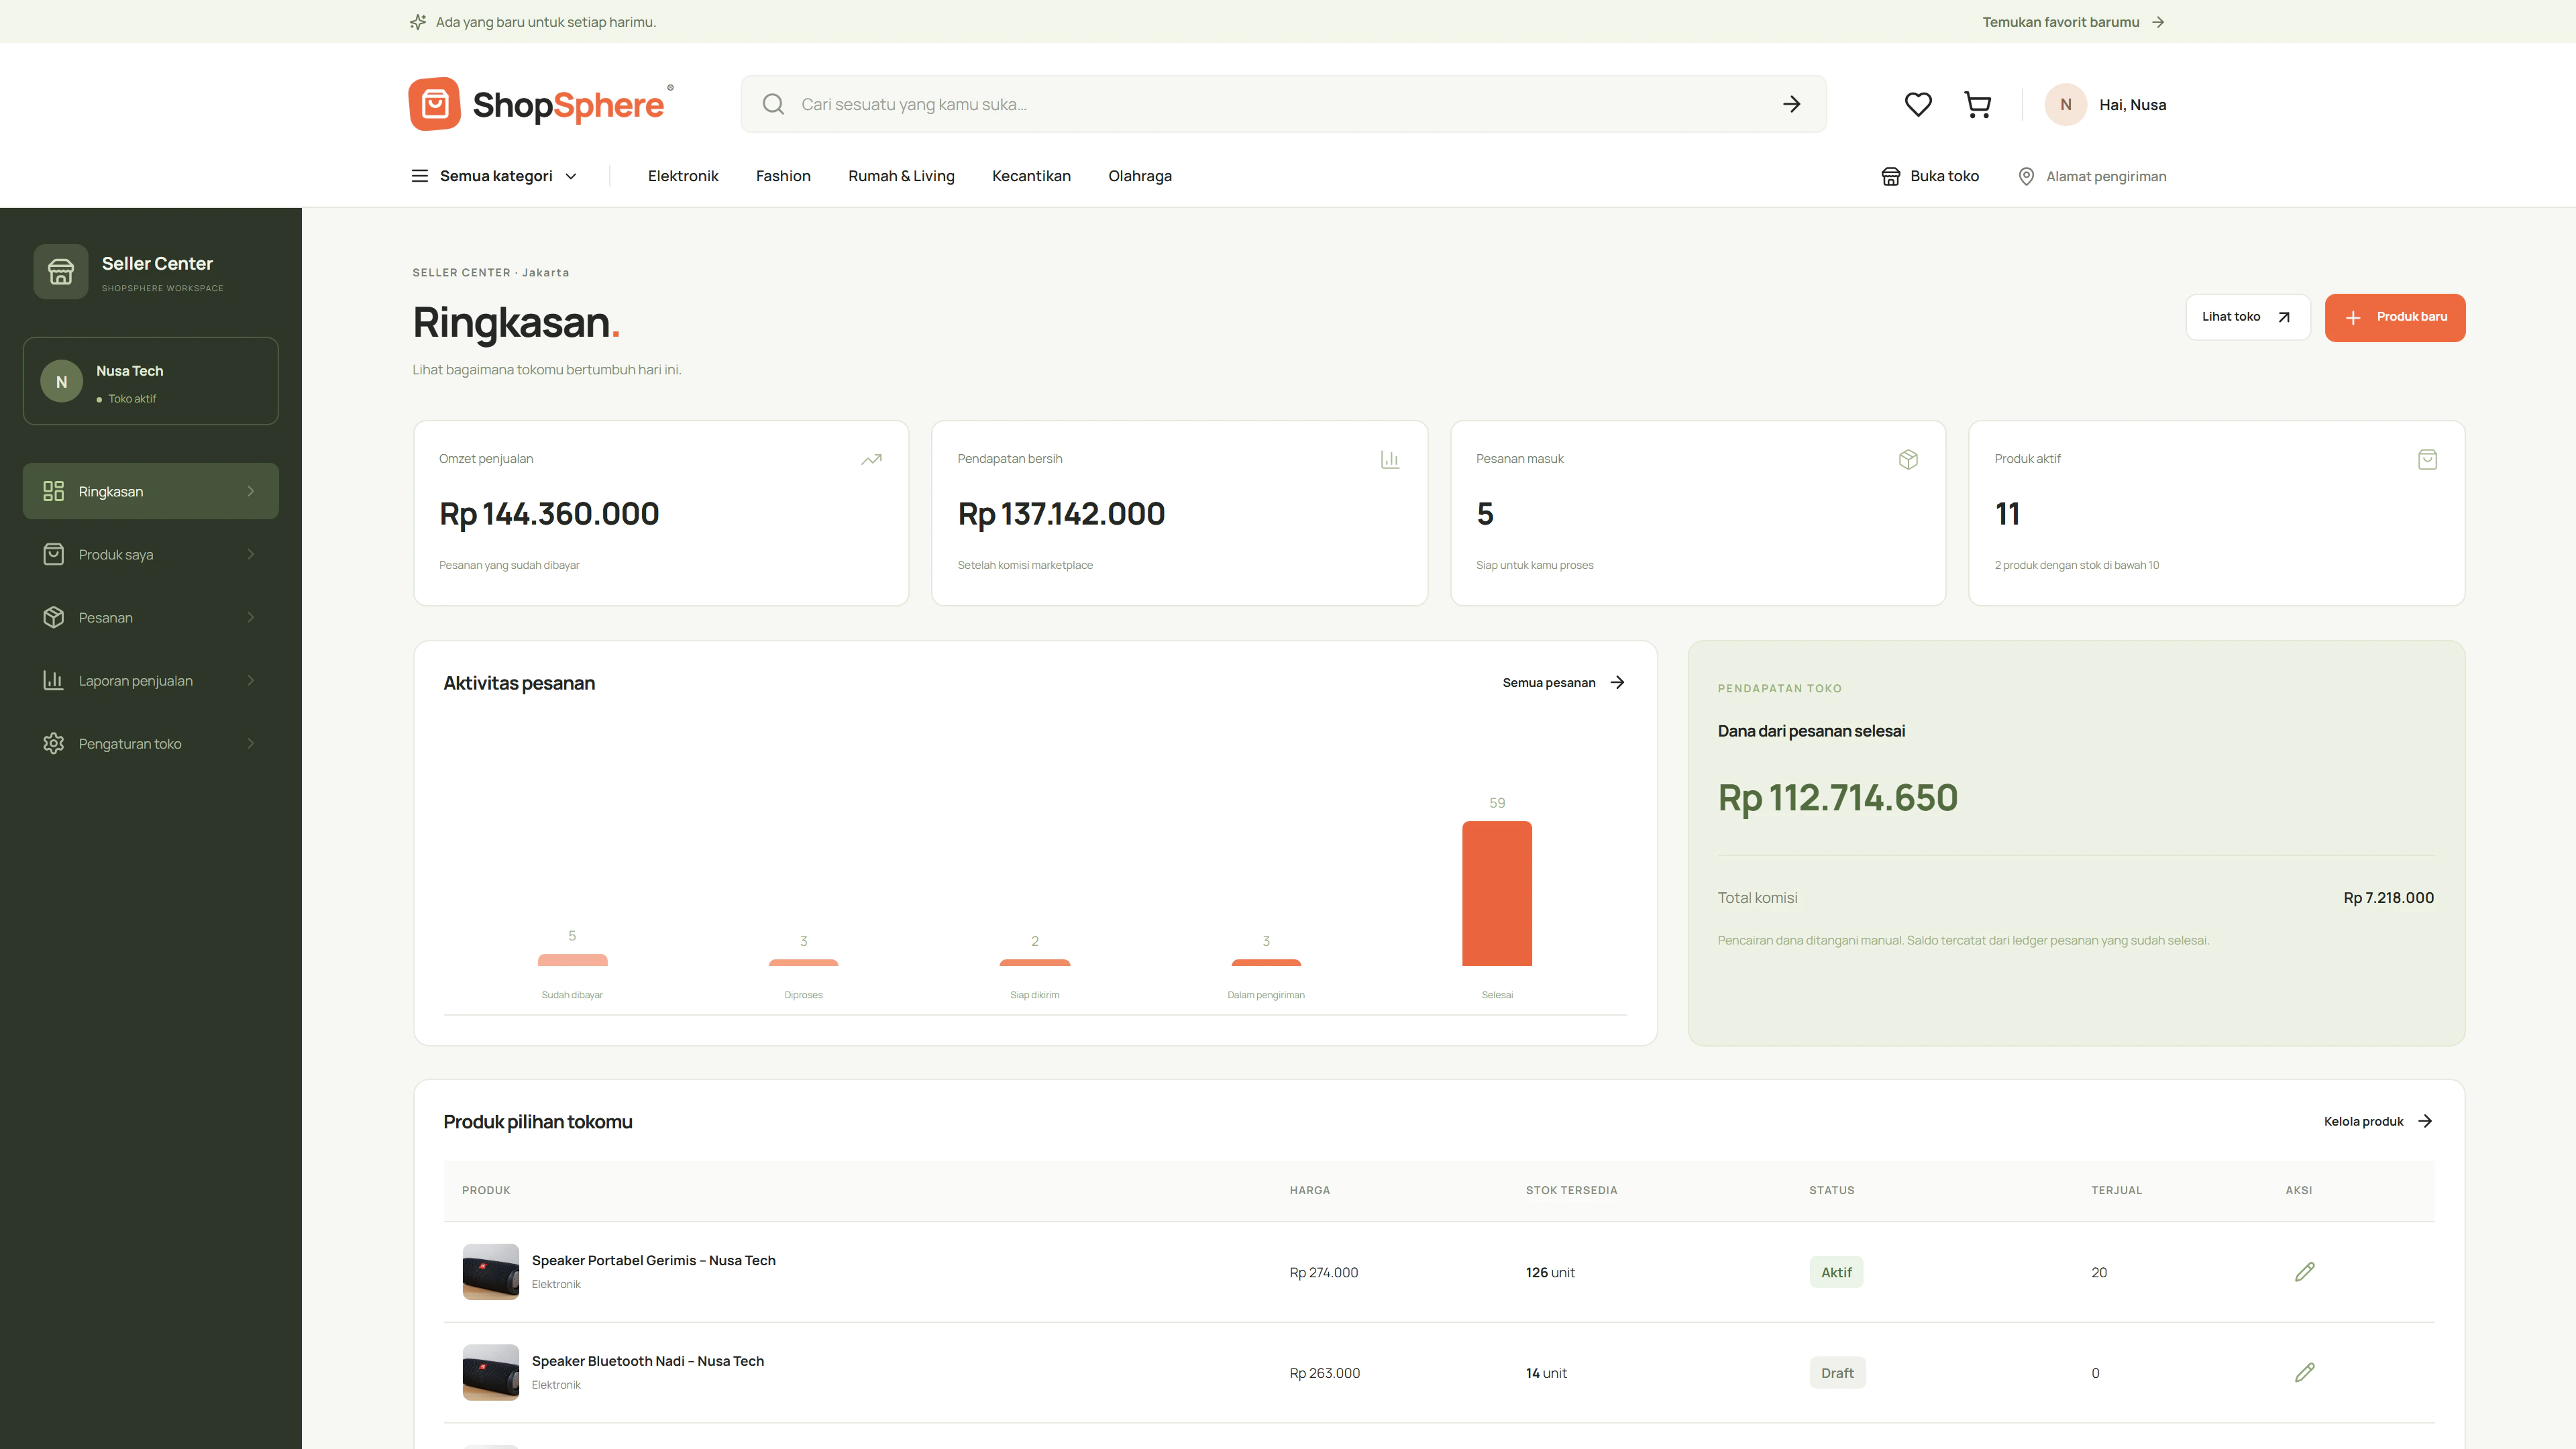 Ada yang baru untuk setiap harimu.
Temukan favorit barumu
ShopSphere
Cari sesuatu yang kamu suka...
N
Hai, Nusa
Semua kategori
Elektronik
Fashion
Rumah & Living
Kecantikan
Olahraga
Buka toko
Alamat pengiriman
Seller Center
SHOPSPHERE WORKSPACE
N
Nusa Tech
Toko aktif
Ringkasan
Produk saya
Pesanan
Laporan penjualan
Pengaturan toko
SELLER CENTER · Jakarta
Ringkasan.
Lihat bagaimana tokomu bertumbuh hari ini.
Lihat toko
Produk baru
Omzet penjualan
Rp 144.360.000
Pesanan yang sudah dibayar
Pendapatan bersih
Rp 137.142.000
Setelah komisi marketplace
Pesanan masuk
5
Siap untuk kamu proses
Produk aktif
11
2 produk dengan stok di bawah 10
Aktivitas pesanan
Semua pesanan
5
3
2
3
59
Sudah dibayar
Diproses
Siap dikirim
Dalam pengiriman
Selesai
PENDAPATAN TOKO
Dana dari pesanan selesai
Rp 112.714.650
Total komisi
Rp 7.218.000
Pencairan dana ditangani manual. Saldo tercatat dari ledger pesanan yang sudah selesai.
Produk pilihan tokomu
Kelola produk
PRODUK
HARGA
STOK TERSEDIA
STATUS
TERJUAL
AKSI
Speaker Portabel Gerimis – Nusa Tech
Elektronik
Rp 274.000
126 unit
Aktif
20
Speaker Bluetooth Nadi – Nusa Tech
Elektronik
Rp 263.000
14 unit
Draft
0